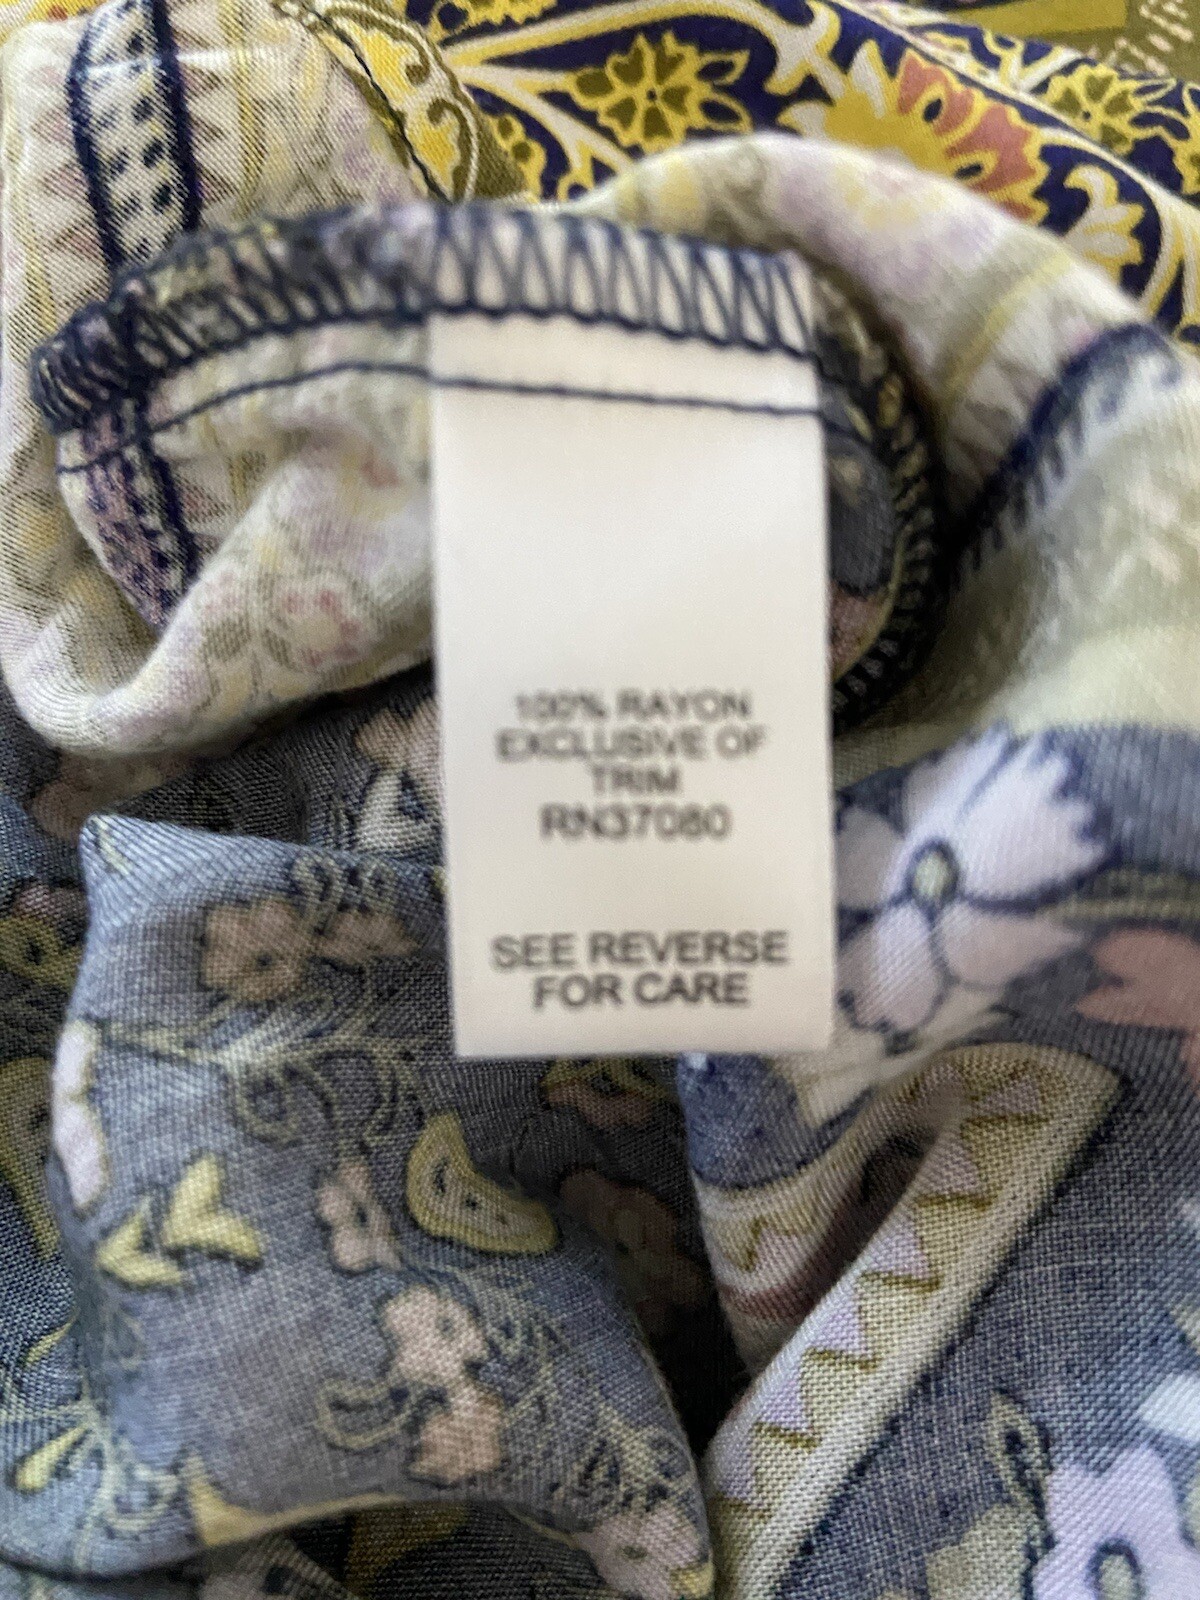 100% RAYON
EXCLUSIVE OF
TRIM
RN37080
SEE REVERSE
FOR CARE